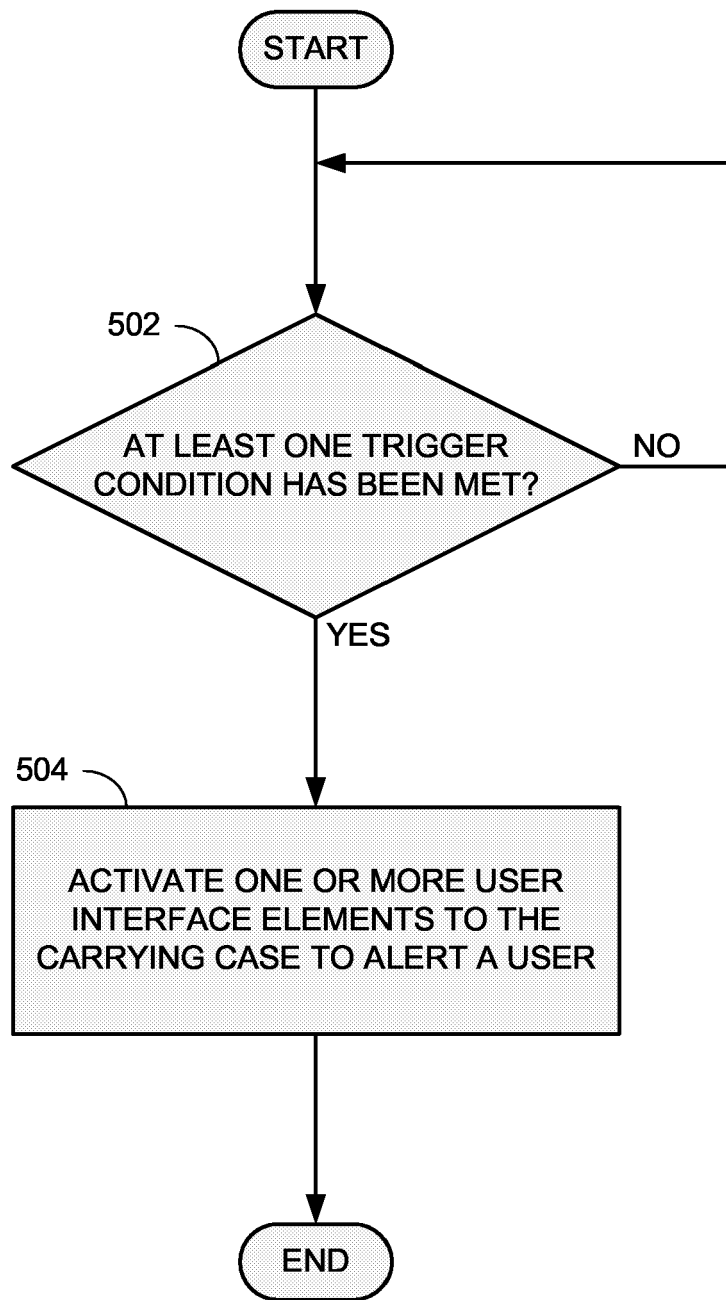 START
502
AT LEAST ONE TRIGGER
CONDITION HAS BEEN MET?
NO
YES
504
ACTIVATE ONE OR MORE USER
INTERFACE ELEMENTS TO THE
CARRYING CASE TO ALERT A USER
END